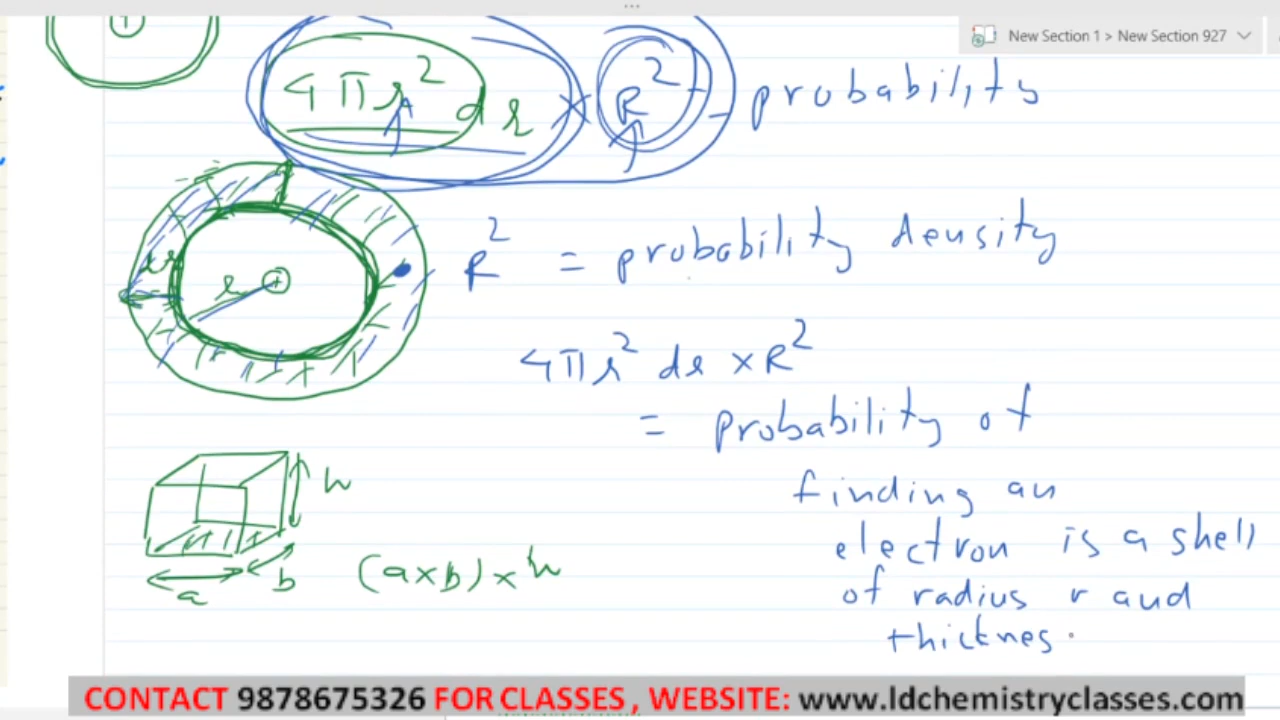 New Section 1 > New Section 927
4πr² dr × R² - probability
R² = probability density
dr
r
4πr² dr × R²
= probability of
finding an
electron is a shell
of radius r and
thicknes
h
b
a
(a×b)×h
CONTACT 9878675326 FOR CLASSES , WEBSITE: www.ldchemistryclasses.com